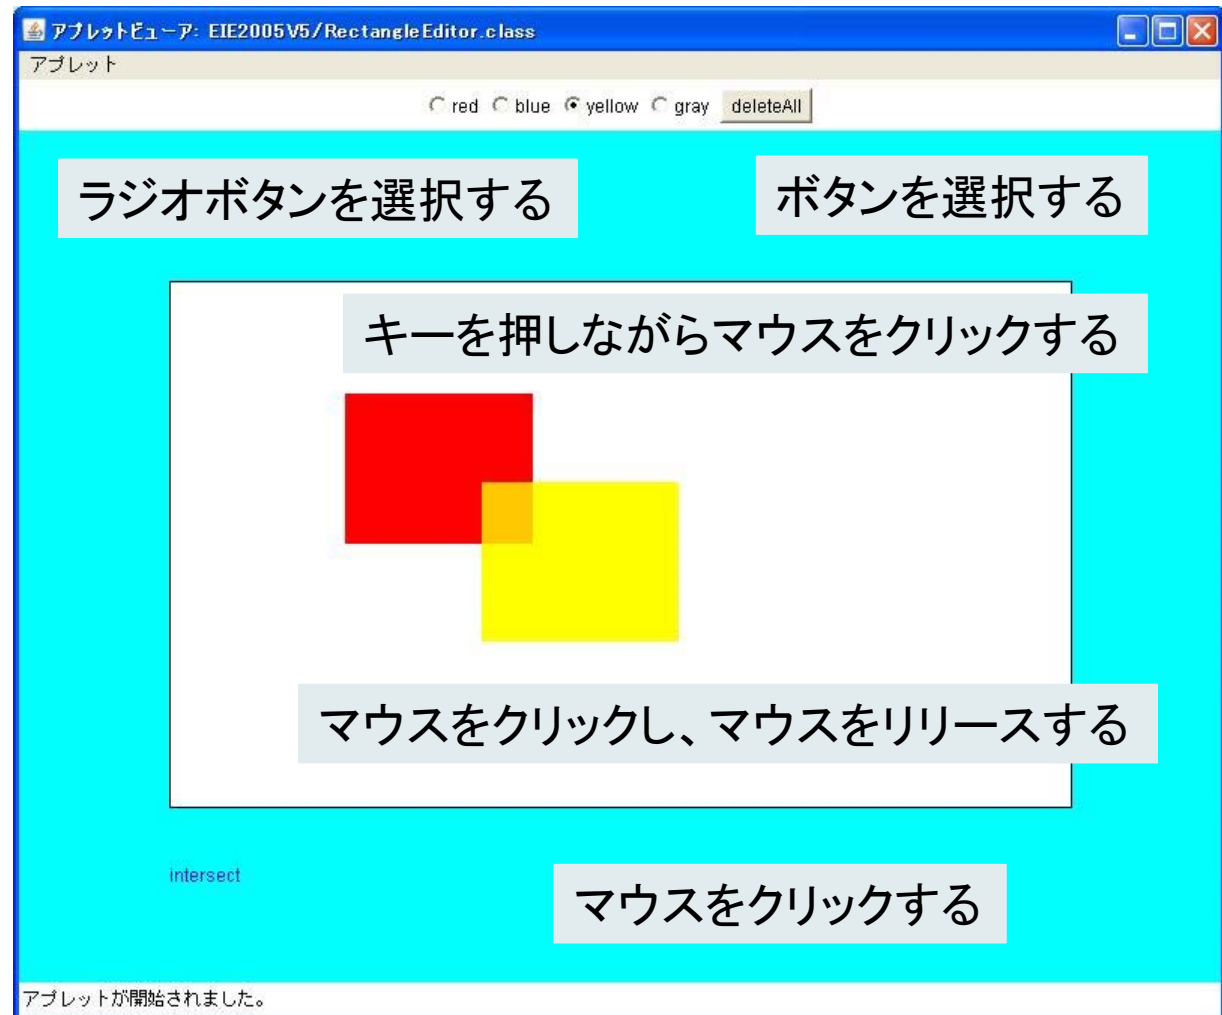 アプレットビューア: EIE2005V5/RectangleEditor.class
アプレット
red blue yellow gray deleteAll
ラジオボタンを選択する
ボタンを選択する
キーを押しながらマウスをクリックする
マウスをクリックし、マウスをリリースする
intersect
マウスをクリックする
アプレットが開始されました。